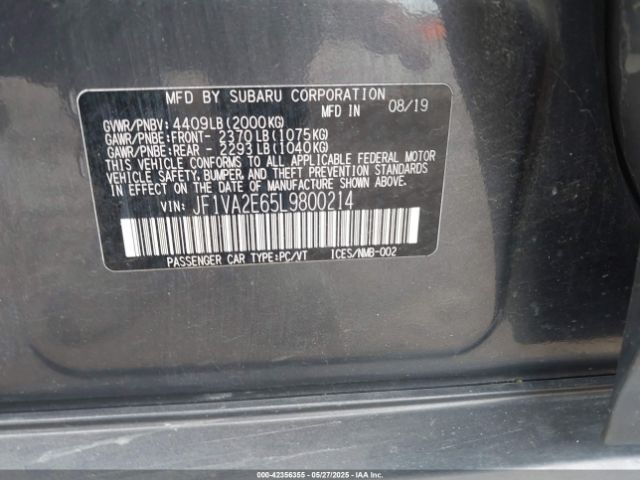 MFD BY SUBARU CORPORATION
MFD IN 08/19
GVWR/PNBV: 4409LB(2000KG)
GAWR/PNBE:FRONT- 2370LB(1075KG)
GAWR/PNBE:REAR - 2293LB(1040KG)
THIS VEHICLE CONFORMS TO ALL APPLICABLE FEDERAL MOTOR
VEHICLE SAFETY, BUMPER, AND THEFT PREVENTION STANDARDS
IN EFFECT ON THE DATE OF MANUFACTURE SHOWN ABOVE.
VIN: JF1VA2E65L9800214
PASSENGER CAR TYPE:PC/VT ICES/NMB-002
000-42356355 - 05/27/2025 - IAA Inc. (IAA)